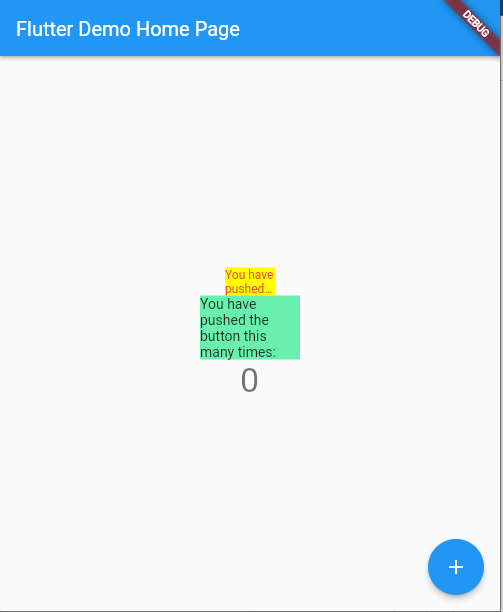 Flutter Demo Home Page
DEBUG
You have
pushed…
You have
pushed the
button this
many times:
0